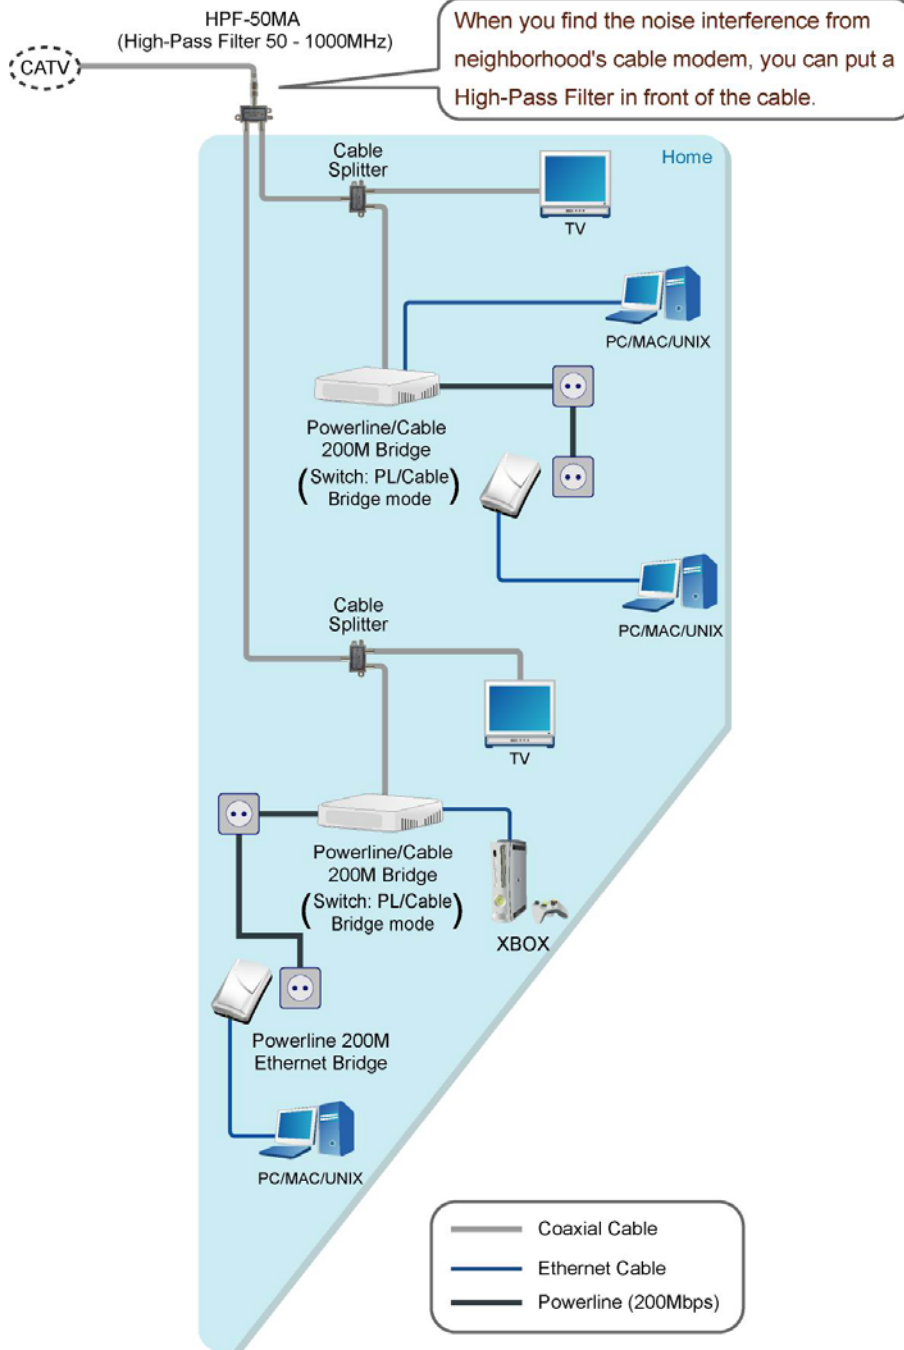 HPF-50MA
(High-Pass Filter 50 - 1000MHz)
CATV
When you find the noise interference from
neighborhood's cable modem, you can put a
High-Pass Filter in front of the cable.
Home
Cable
Splitter
TV
PC/MAC/UNIX
Powerline/Cable
200M Bridge
(Switch: PL/Cable
Bridge mode)
PC/MAC/UNIX
Cable
Splitter
TV
Powerline/Cable
200M Bridge
(Switch: PL/Cable
Bridge mode)
XBOX
Powerline 200M
Ethernet Bridge
PC/MAC/UNIX
Coaxial Cable
Ethernet Cable
Powerline (200Mbps)